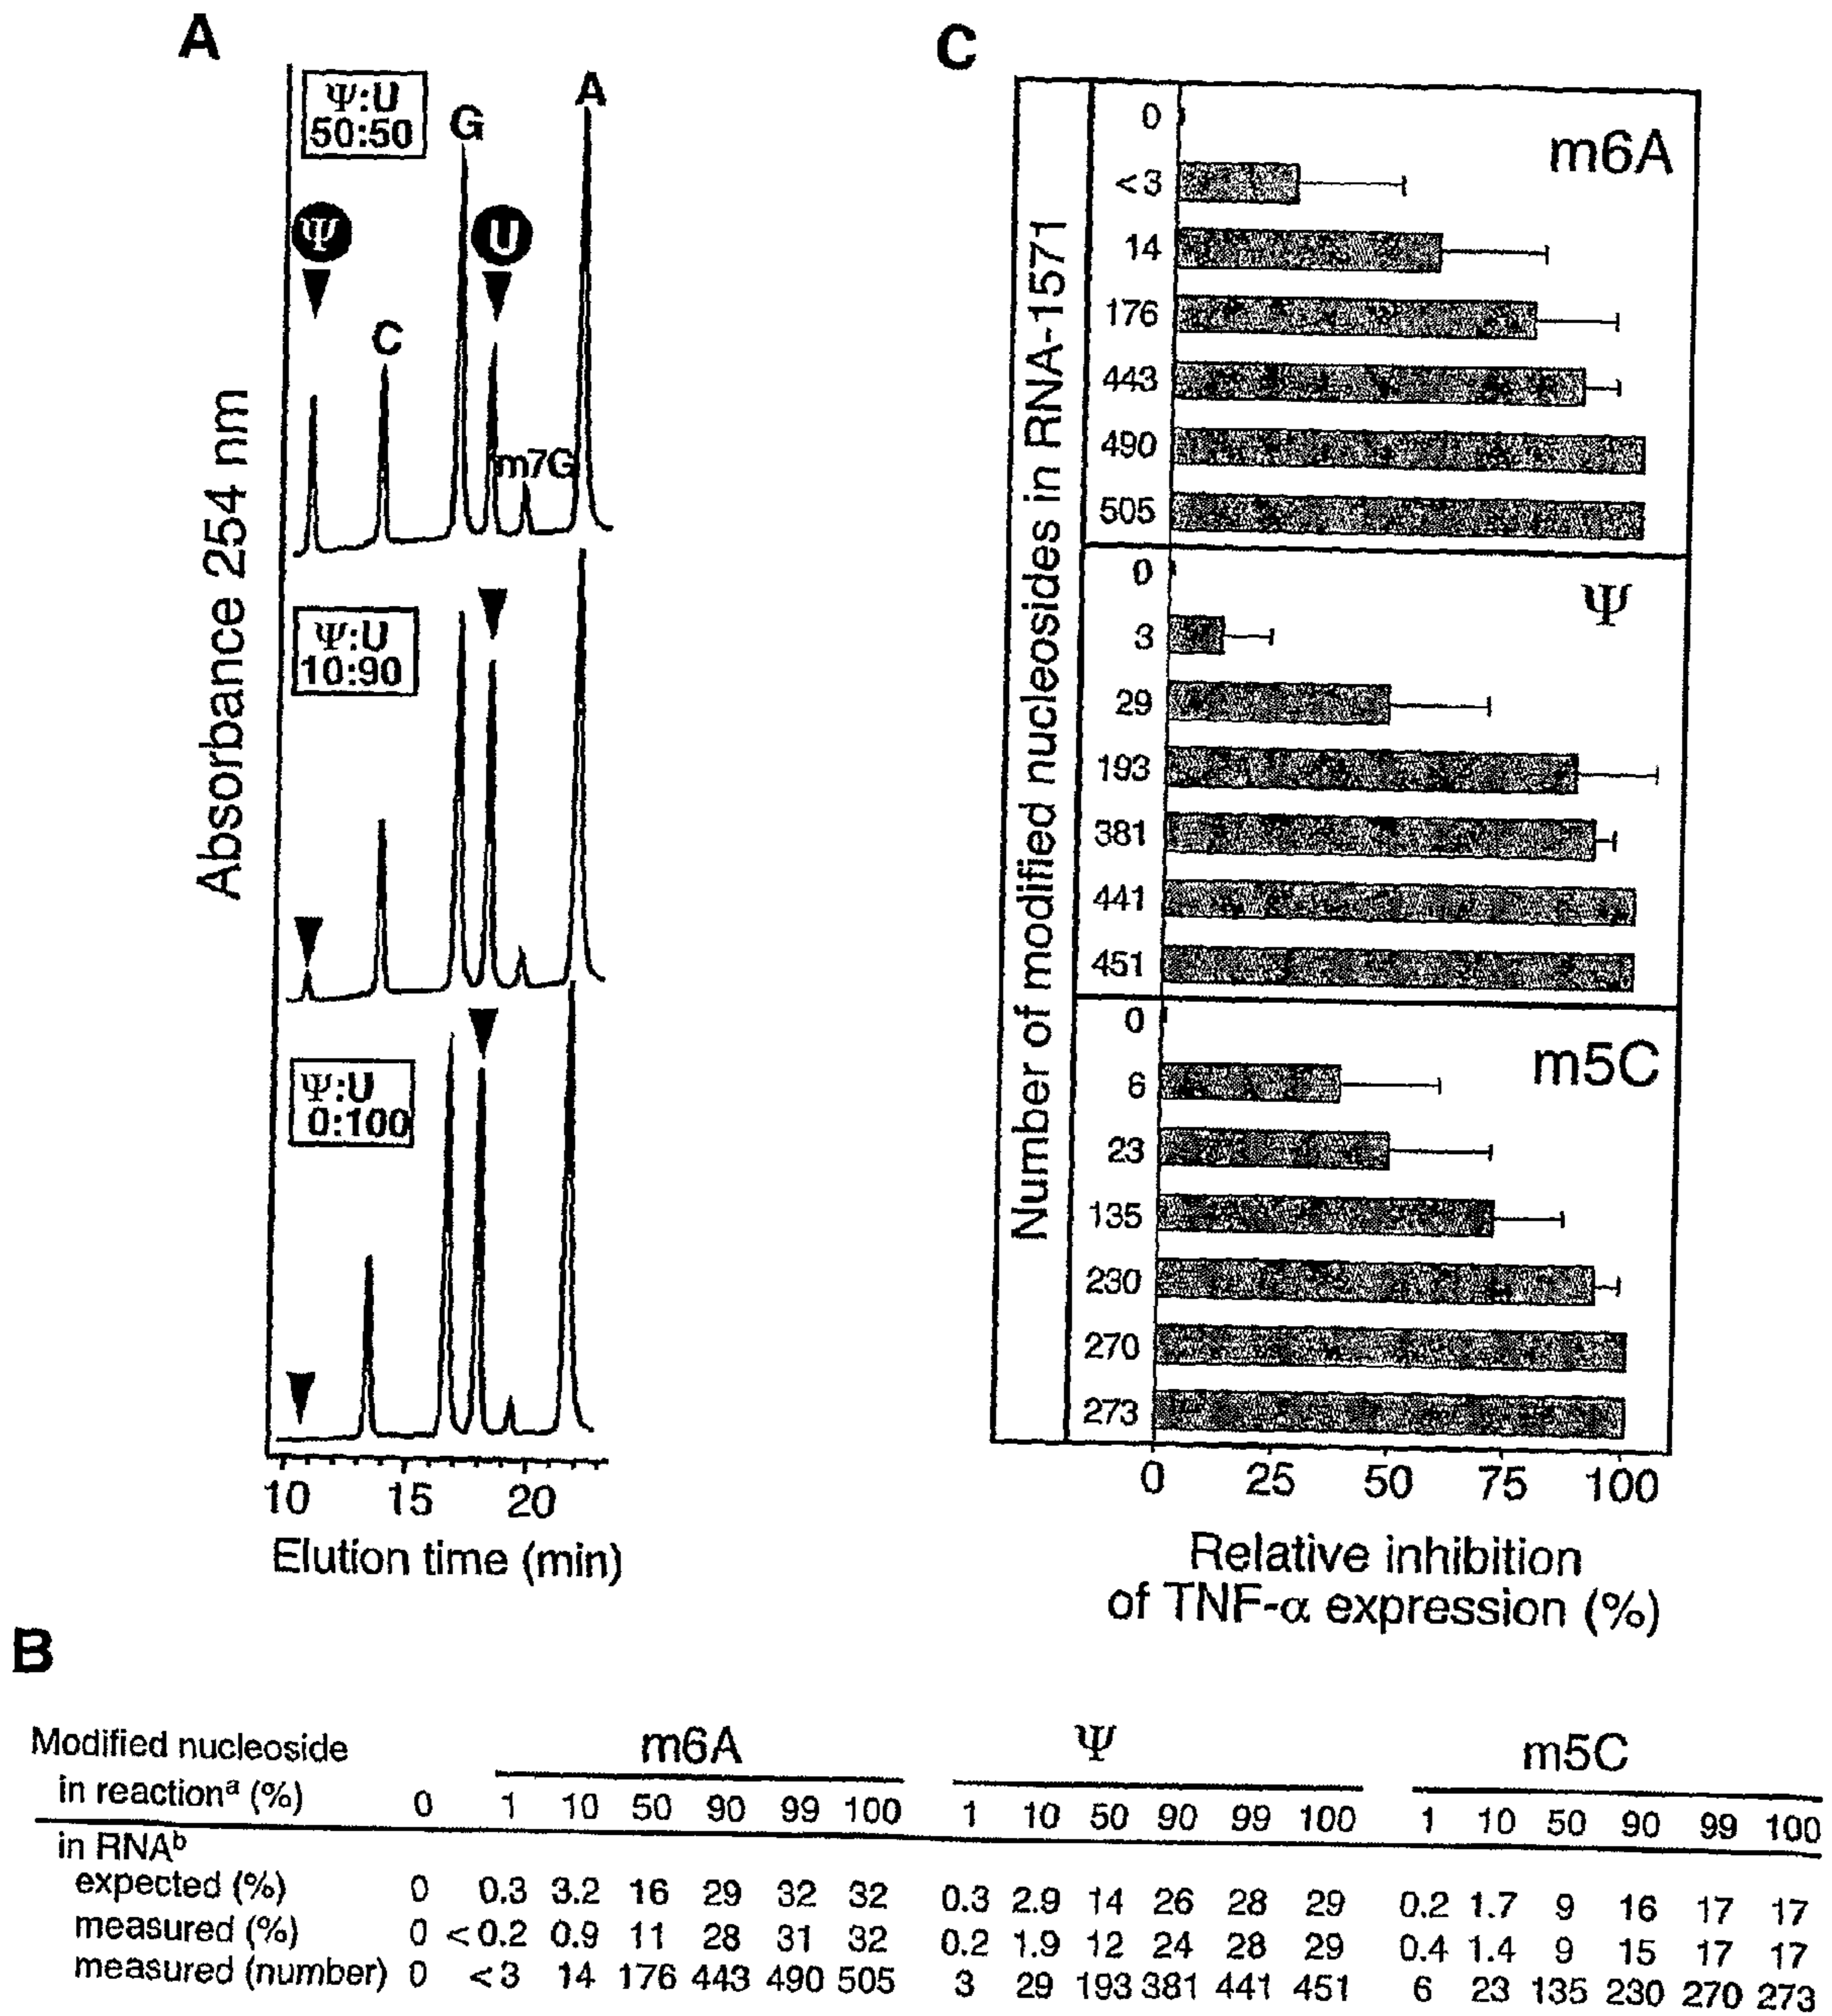 A
Ψ:U
50:50
G
A
Ψ
U
C
m7G
Ψ:U
10:90
Ψ:U
0:100
Absorbance 254 nm
10 15 20
Elution time (min)
C
Number of modified nucleosides in RNA-1571
m6A
0
<3
14
176
443
490
505
Ψ
0
3
29
193
381
441
451
m5C
0
6
23
135
230
270
273
0 25 50 75 100
Relative inhibition
of TNF-α expression (%)
B
Modified nucleoside m6A Ψ m5C
in reactionᵃ (%) 0 1 10 50 90 99 100 1 10 50 90 99 100 1 10 50 90 99 100
in RNAᵇ
expected (%) 0 0.3 3.2 16 29 32 32 0.3 2.9 14 26 28 29 0.2 1.7 9 16 17 17
measured (%) 0 <0.2 0.9 11 28 31 32 0.2 1.9 12 24 28 29 0.4 1.4 9 15 17 17
measured (number) 0 <3 14 176 443 490 505 3 29 193 381 441 451 6 23 135 230 270 273